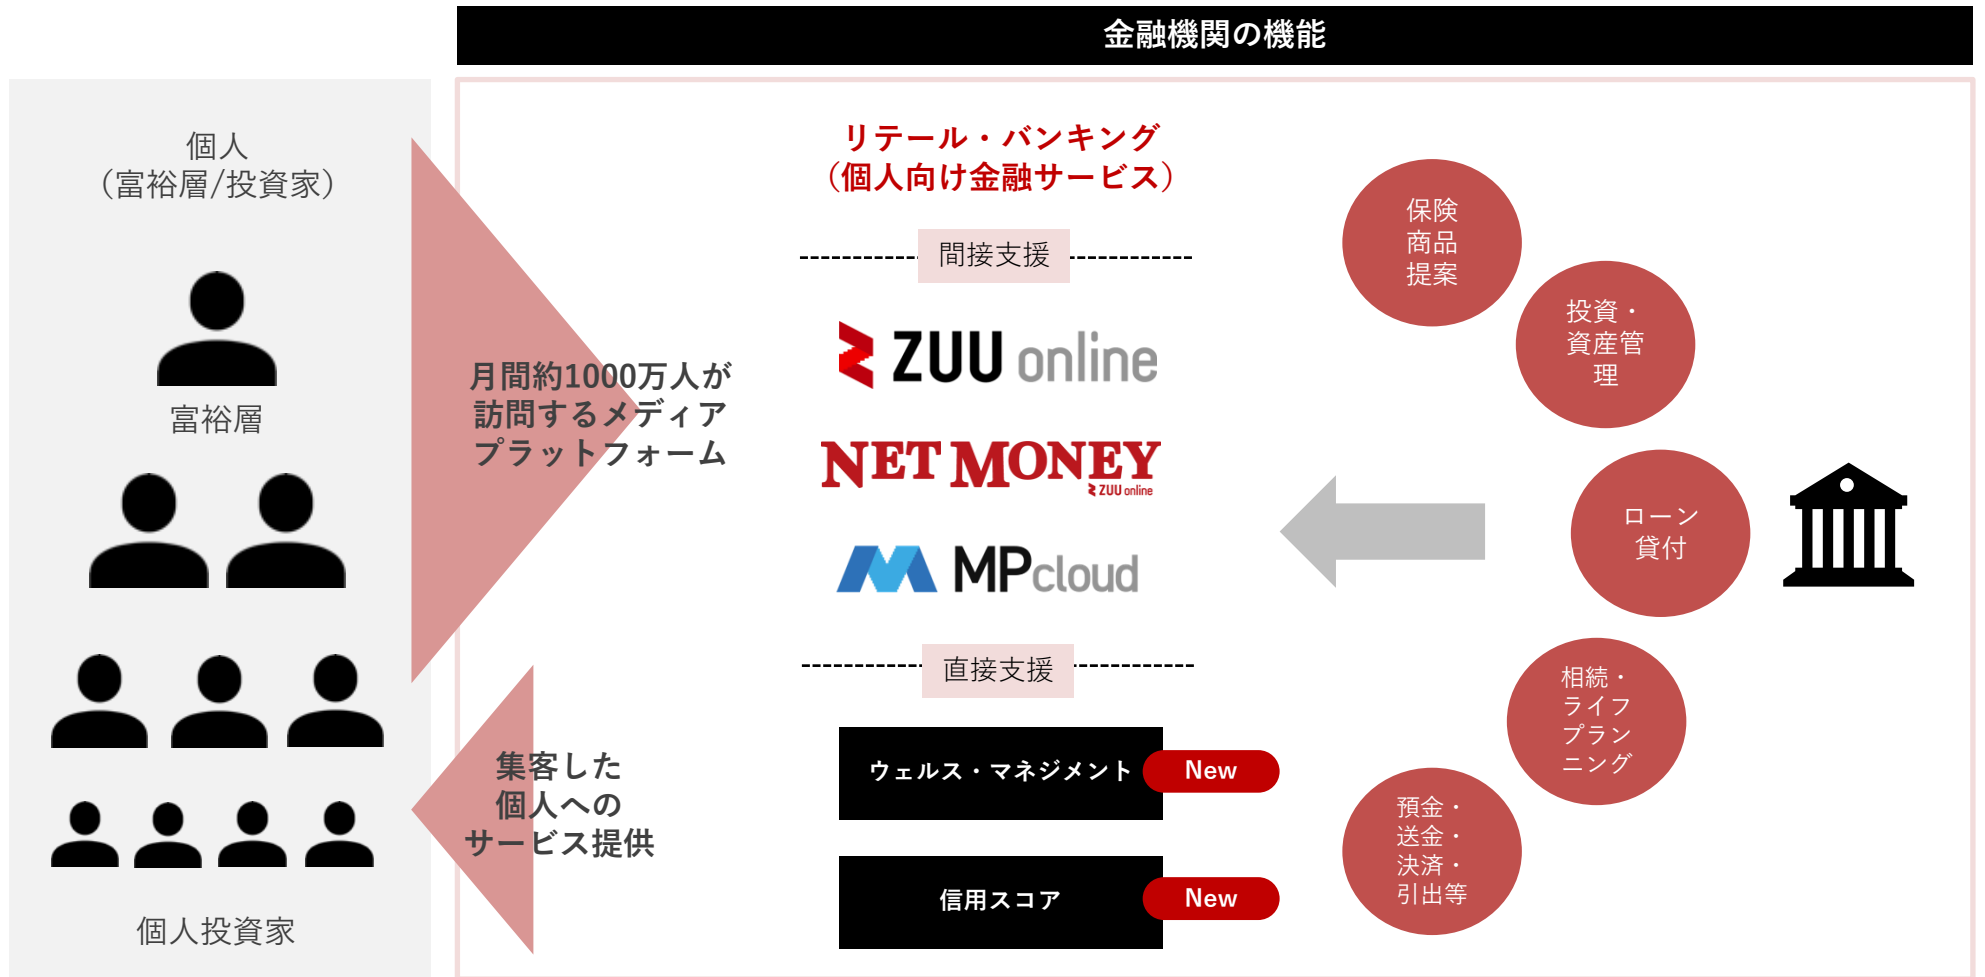 金融機関の機能
個人
（富裕層/投資家）
富裕層
個人投資家
月間約1000万人が
訪問するメディア
プラットフォーム
集客した
個人への
サービス提供
リテール・バンキング
（個人向け金融サービス）
間接支援
ZUU online
NET MONEY
ZUU online
MPcloud
直接支援
ウェルス・マネジメント
New
信用スコア
New
保険
商品
提案
投資・
資産管
理
ローン
貸付
相続・
ライフ
プラン
ニング
預金・
送金・
決済・
引出等